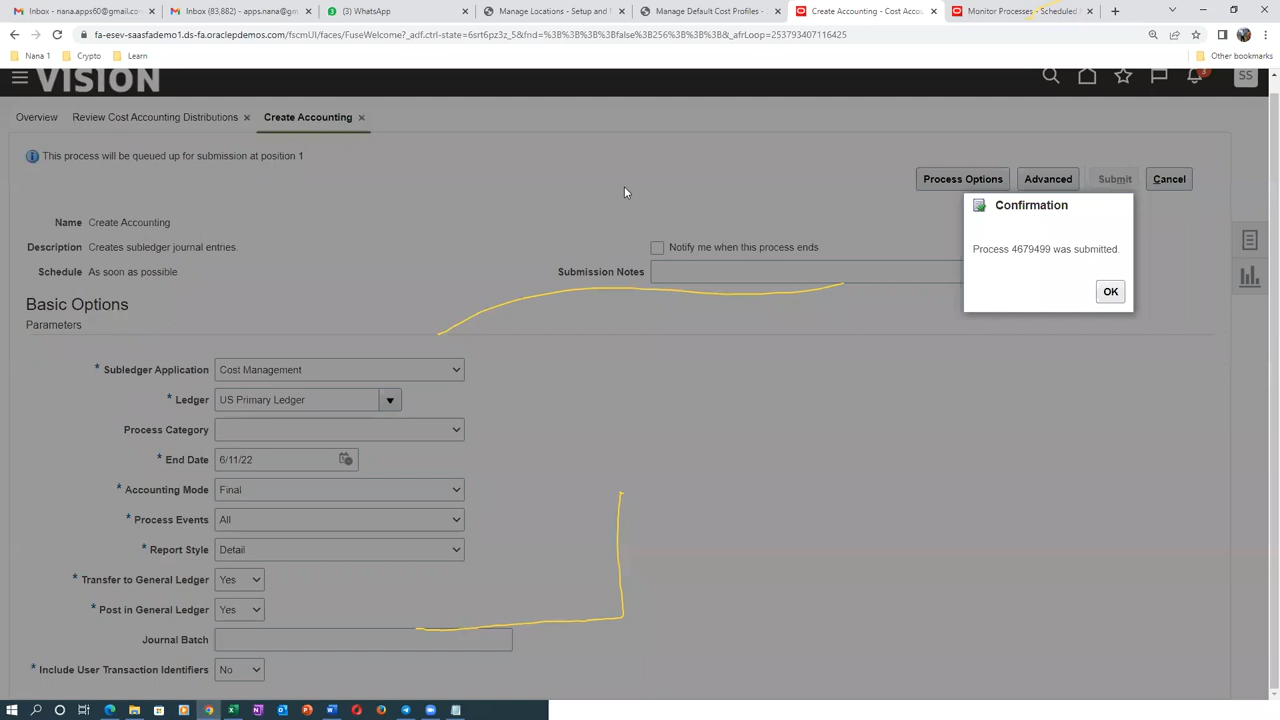 Inbox - nana.apps60@gmail.com
Inbox (83,882) - apps.nana@gm
(3) WhatsApp
Manage Locations - Setup and
Manage Default Cost Profiles -
Create Accounting - Cost Accou
Monitor Processes - Scheduled
fa-esev-saasfademo1.ds-fa.oraclepdemos.com/fscmUI/faces/FuseWelcome?_adf.ctrl-state=6srt6pz3z_5&fnd=%3B%3B%3B%3Bfalse%3B256%3B%3B%3B&_afrLoop=253793407116425
Nana 1
Crypto
Learn
Other bookmarks
VISION
3
SS
Overview
Review Cost Accounting Distributions
Create Accounting
This process will be queued up for submission at position 1
Process Options
Advanced
Submit
Cancel
Confirmation
Process 4679499 was submitted.
OK
Name Create Accounting
Description Creates subledger journal entries.
Notify me when this process ends
Schedule As soon as possible
Submission Notes
Basic Options
Parameters
* Subledger Application Cost Management
* Ledger US Primary Ledger
Process Category
* End Date 6/11/22
* Accounting Mode Final
* Process Events All
* Report Style Detail
* Transfer to General Ledger Yes
* Post in General Ledger Yes
Journal Batch
* Include User Transaction Identifiers No